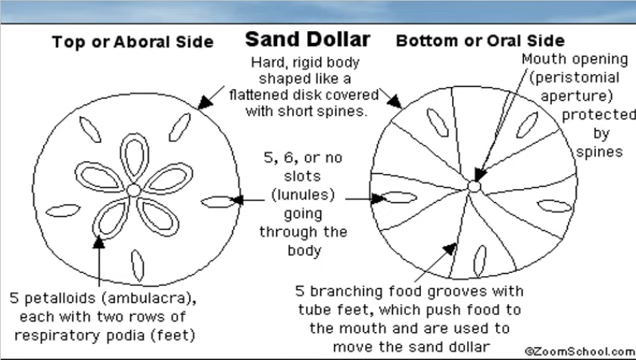 Top or Aboral Side
Sand Dollar
Bottom or Oral Side
Hard, rigid body
shaped like a
flattened disk covered
with short spines.
Mouth opening
(peristomial
aperture)
protected
by
spines
5, 6, or no
slots
(lunules)
going
through the
body
5 petalloids (ambulacra),
each with two rows of
respiratory podia (feet)
5 branching food grooves with
tube feet, which push food to
the mouth and are used to
move the sand dollar
©ZoomSchool.com